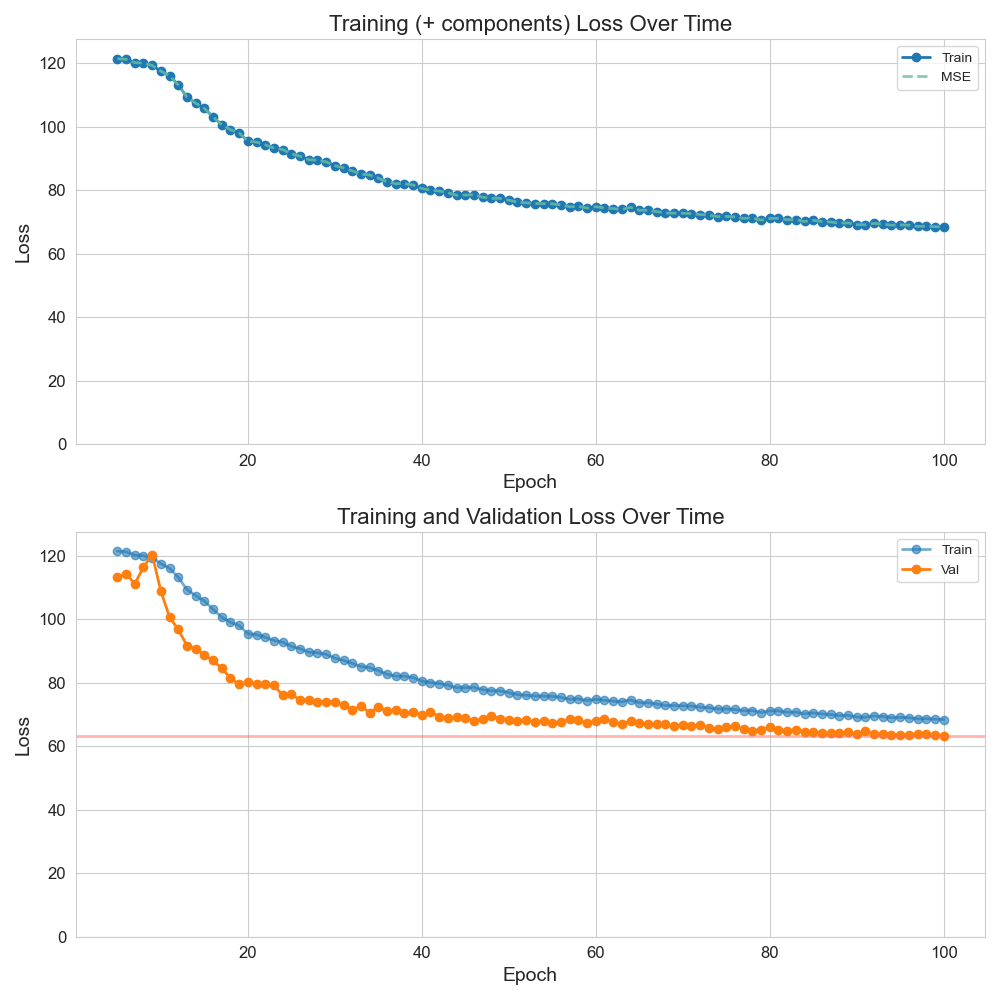 Training (+ components) Loss Over Time
Train
MSE
120
100
80
60
40
20
0
Loss
20 40 60 80 100
Epoch
Training and Validation Loss Over Time
Train
Val
120
100
80
60
40
20
0
Loss
20 40 60 80 100
Epoch